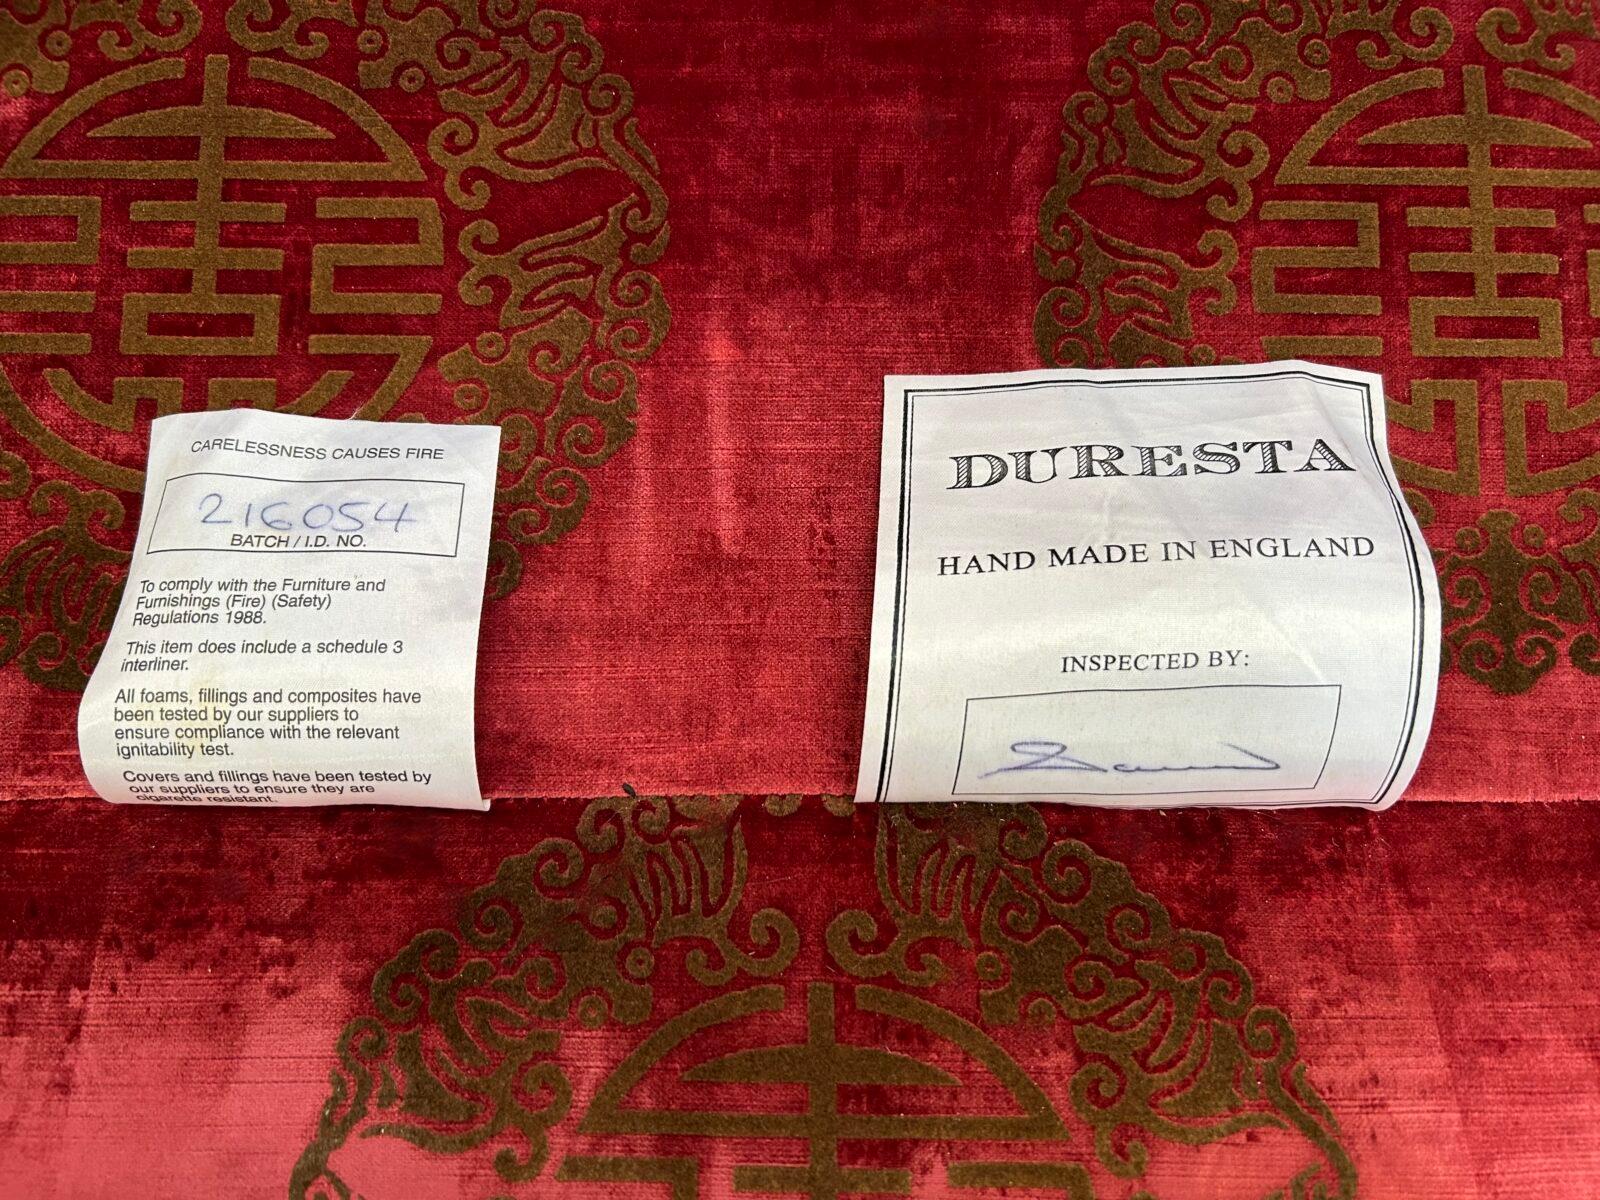 CARELESSNESS CAUSES FIRE
216054
BATCH / I.D. NO.
To comply with the Furniture and
Furnishings (Fire) (Safety)
Regulations 1988.
This item does include a schedule 3
interliner.
All foams, fillings and composites have
been tested by our suppliers to
ensure compliance with the relevant
ignitability test.
Covers and fillings have been tested by
our suppliers to ensure they are
cigarette resistant.
DURESTA
HAND MADE IN ENGLAND
INSPECTED BY: